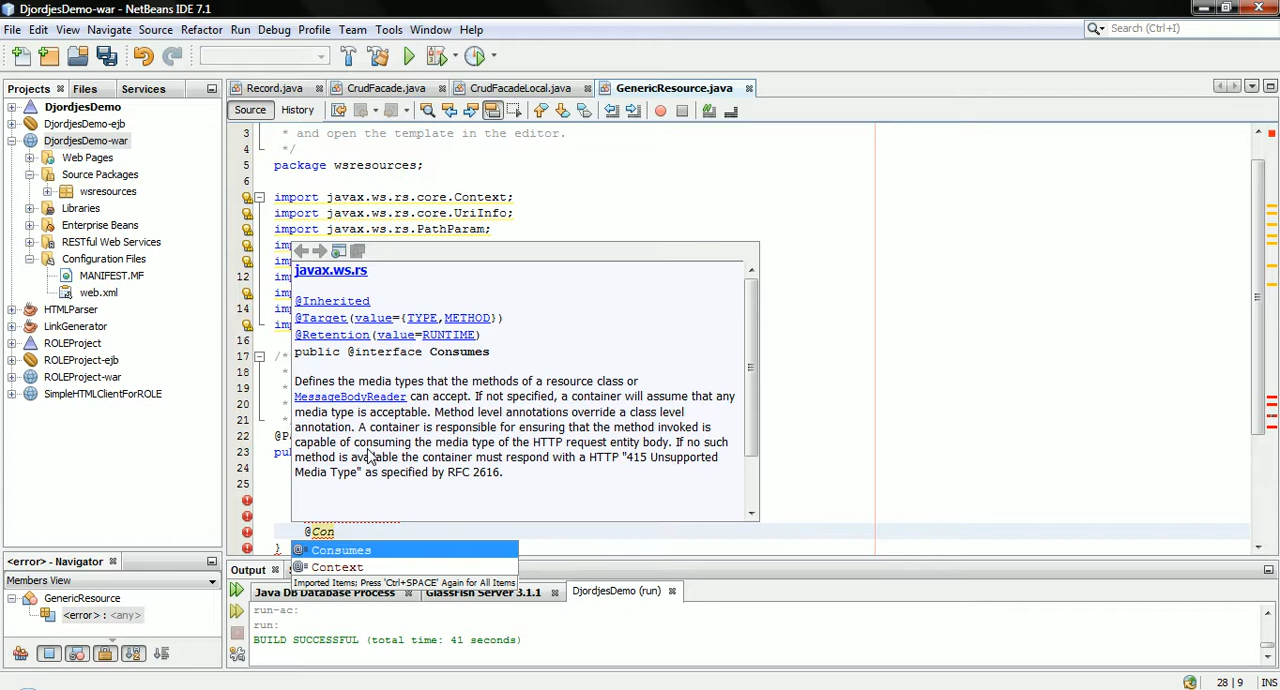 DjordjesDemo-war - NetBeans IDE 7.1
File Edit View Navigate Source Refactor Run Debug Profile Team Tools Window Help
Search (Ctrl+I)
Projects Files Services
Record.java CrudFacade.java CrudFacadeLocal.java GenericResource.java
Source History
DjordjesDemo
DjordjesDemo-ejb
DjordjesDemo-war
Web Pages
Source Packages
wsresources
Libraries
Enterprise Beans
RESTful Web Services
Configuration Files
MANIFEST.MF
web.xml
HTMLParser
LinkGenerator
ROLEProject
ROLEProject-ejb
ROLEProject-war
SimpleHTMLClientForROLE
3 * and open the template in the editor.
4 */
5 package wsresources;
6
import javax.ws.rs.core.Context;
import javax.ws.rs.core.UriInfo;
import javax.ws.rs.PathParam;
12
14
16
17 /*
18 *
19 *
20 *
21 *
22 @Pa
23
24
25
javax.ws.rs
@Inherited
@Target(value={TYPE,METHOD})
@Retention(value=RUNTIME)
public @interface Consumes
Defines the media types that the methods of a resource class or
MessageBodyReader can accept. If not specified, a container will assume that any
media type is acceptable. Method level annotations override a class level
annotation. A container is responsible for ensuring that the method invoked is
capable of consuming the media type of the HTTP request entity body. If no such
method is available the container must respond with a HTTP "415 Unsupported
Media Type" as specified by RFC 2616.
@Con
}
Consumes
Context
Imported Items; Press 'Ctrl+SPACE' Again for All Items
<error> - Navigator
Members View
GenericResource
<error> : <any>
Output
Java Db Database Process GlassFish Server 3.1.1 DjordjesDemo (run)
run-ac:
run:
BUILD SUCCESSFUL (total time: 41 seconds)
28 | 9 INS